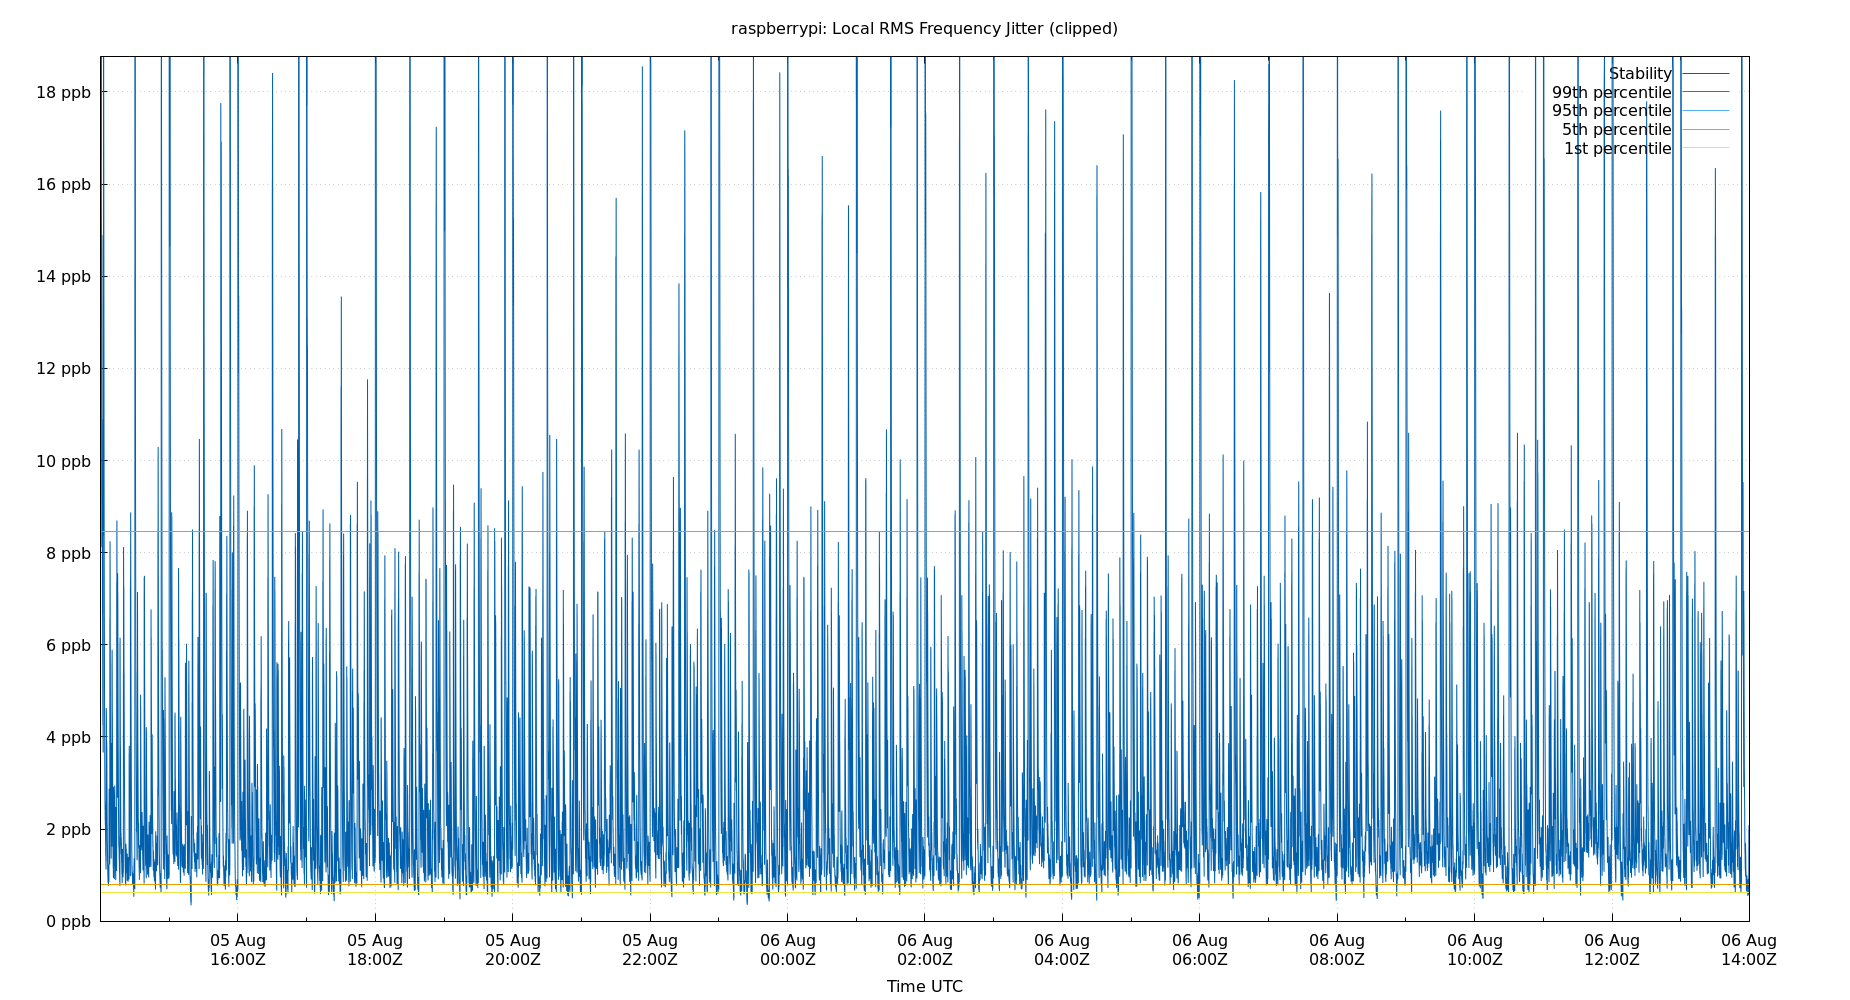 raspberrypi: Local RMS Frequency Jitter (clipped)
18 ppb
16 ppb
14 ppb
12 ppb
10 ppb
8 ppb
6 ppb
4 ppb
2 ppb
0 ppb
Stability
99th percentile
95th percentile
5th percentile
1st percentile
05 Aug
16:00Z
05 Aug
18:00Z
05 Aug
20:00Z
05 Aug
22:00Z
06 Aug
00:00Z
06 Aug
02:00Z
06 Aug
04:00Z
06 Aug
06:00Z
06 Aug
08:00Z
06 Aug
10:00Z
06 Aug
12:00Z
06 Aug
14:00Z
Time UTC